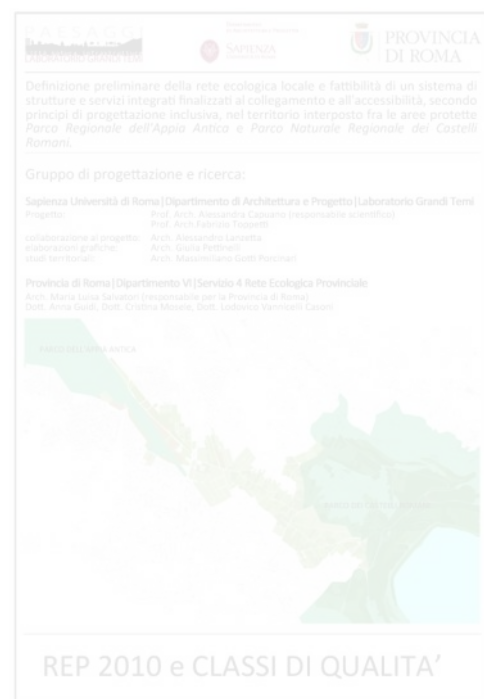 PAESAGGI
LABORATORIO GRANDI TEMI
SAPIENZA
PROVINCIA
DI ROMA
Definizione preliminare della rete ecologica locale e fattibilità di un sistema di
strutture e servizi integrati finalizzati al collegamento e all'accessibilità, secondo
principi di progettazione inclusiva, nel territorio interposto fra le aree protette
Parco Regionale dell'Appia Antica e Parco Naturale Regionale dei Castelli
Romani.
Gruppo di progettazione e ricerca:
Sapienza Università di Roma|Dipartimento di Architettura e Progetto|Laboratorio Grandi Temi
Progetto: Prof. Arch. Alessandra Capuano (responsabile scientifico)
Prof. Arch Fabrizio Toppetti
collaborazione al progetto: Arch. Alessandro Lanzetta
elaborazioni grafiche: Arch. Giulia Pettinelli
studi territoriali: Arch. Massimiliano Gotti Porcinari
Provincia di Roma|Dipartimento VI|Servizio 4 Rete Ecologica Provinciale
Arch. Maria Luisa Salvatori (responsabile per la Provincia di Roma)
Dott. Anna Guidi, Dott. Cristina Mosele, Dott. Lodovico Vannicelli Casoni
PARCO DELL'APPIA ANTICA
REP 2010 e CLASSI DI QUALITA'